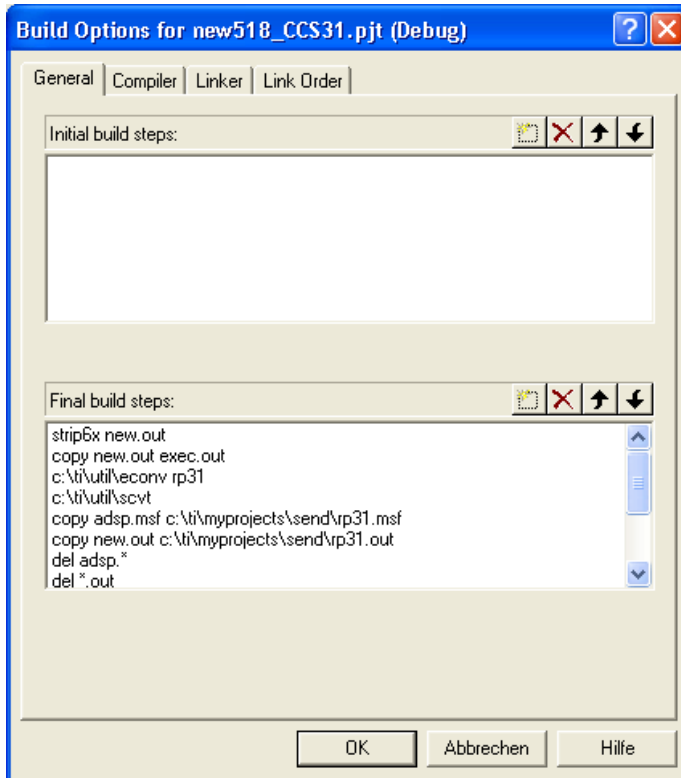 Build Options for new518_CCS31.pjt (Debug)
General Compiler Linker Link Order
Initial build steps:
Final build steps:
strip6x new.out
copy new.out exec.out
c:\ti\util\econv rp31
c:\ti\util\scvt
copy adsp.msf c:\ti\myprojects\send\rp31.msf
copy new.out c:\ti\myprojects\send\rp31.out
del adsp.*
del *.out
OK Abbrechen Hilfe